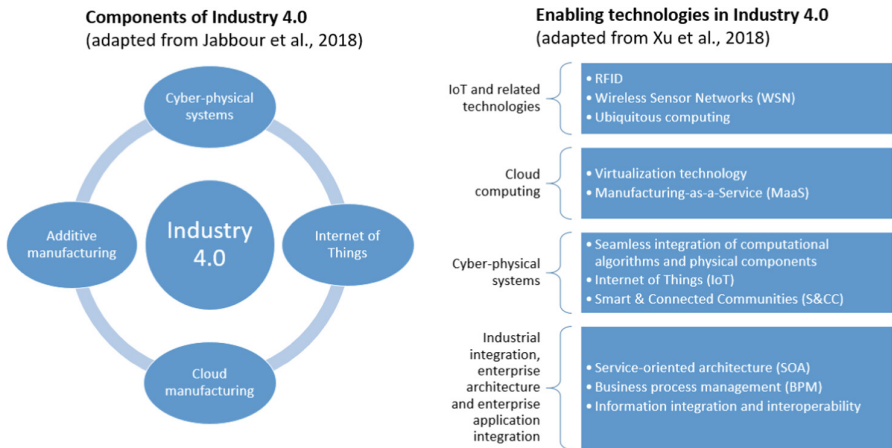 Components of Industry 4.0
(adapted from Jabbour et al., 2018)
Cyber-physical
systems
Additive
manufacturing
Industry
4.0
Internet of
Things
Cloud
manufacturing
Enabling technologies in Industry 4.0
(adapted from Xu et al., 2018)
IoT and related
technologies
• RFID
• Wireless Sensor Networks (WSN)
• Ubiquitous computing
Cloud
computing
• Virtualization technology
• Manufacturing-as-a-Service (MaaS)
Cyber-physical
systems
• Seamless integration of computational
algorithms and physical components
• Internet of Things (IoT)
• Smart & Connected Communities (S&CC)
Industrial
integration,
enterprise
architecture
and enterprise
application
integration
• Service-oriented architecture (SOA)
• Business process management (BPM)
• Information integration and interoperability